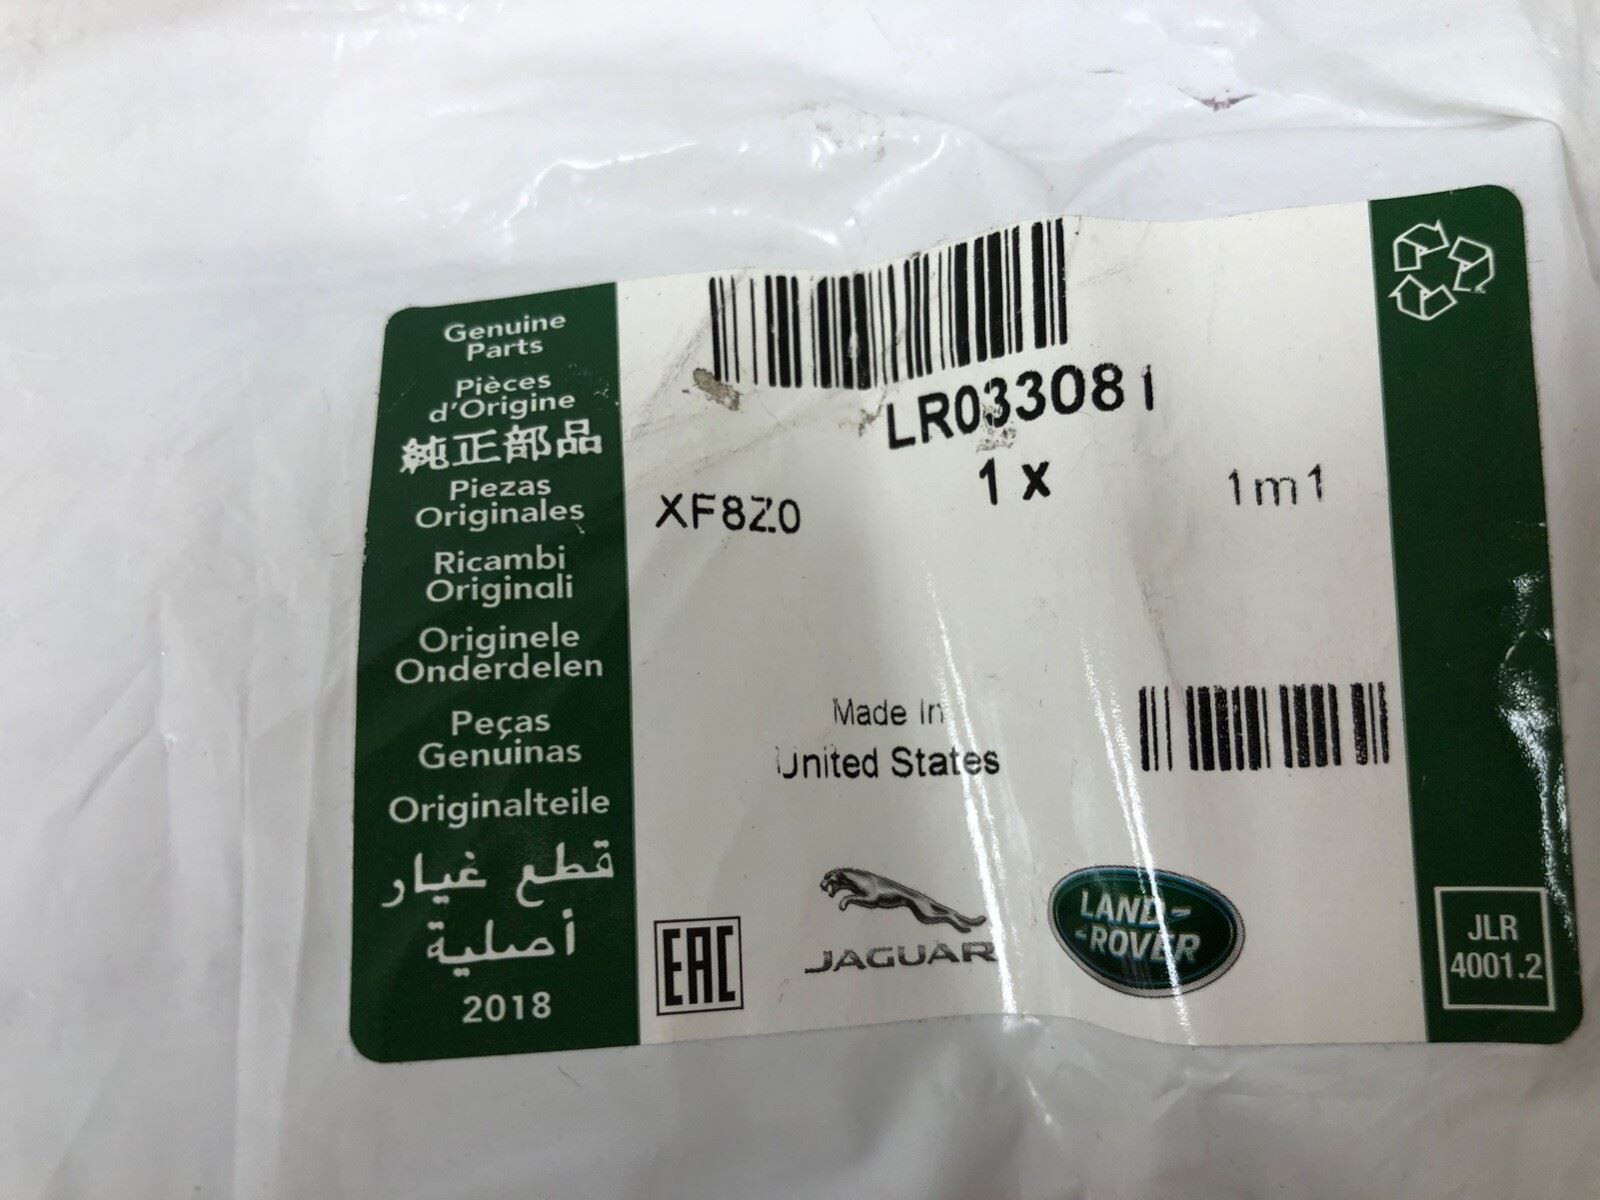 Genuine
Parts
Pièces
d'Origine
純正部品
Piezas
Originales
Ricambi
Originali
Originele
Onderdelen
Peças
Genuinas
Originalteile
قطع غيار
أصلية
2018
LR033081
1 x
XF8Z0
1m1
Made In
United States
EAC
JAGUAR
LAND-
-ROVER
JLR
4001.2